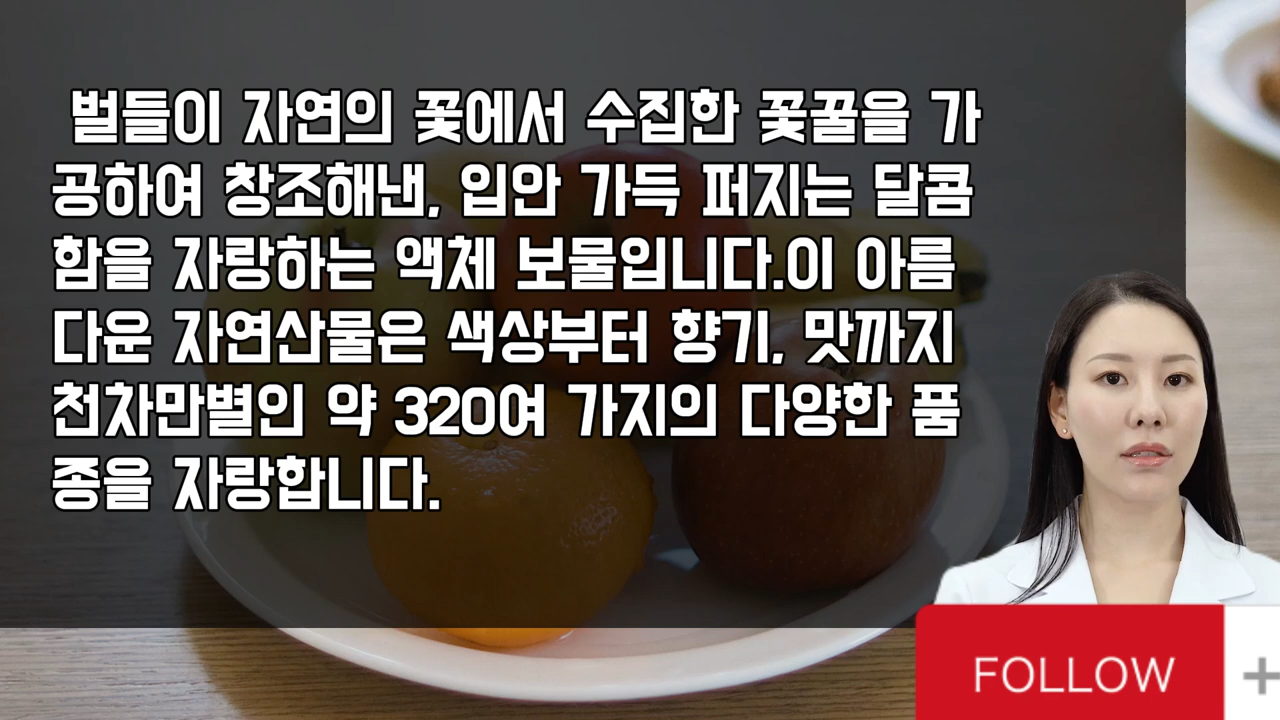 벌들이 자연의 꽃에서 수집한 꽃꿀을 가
공하여 창조해낸, 입안 가득 퍼지는 달콤
함을 자랑하는 액체 보물입니다.이 아름
다운 자연산물은 색상부터 향기, 맛까지
천차만별인 약 320여 가지의 다양한 품
종을 자랑합니다.
FOLLOW
+